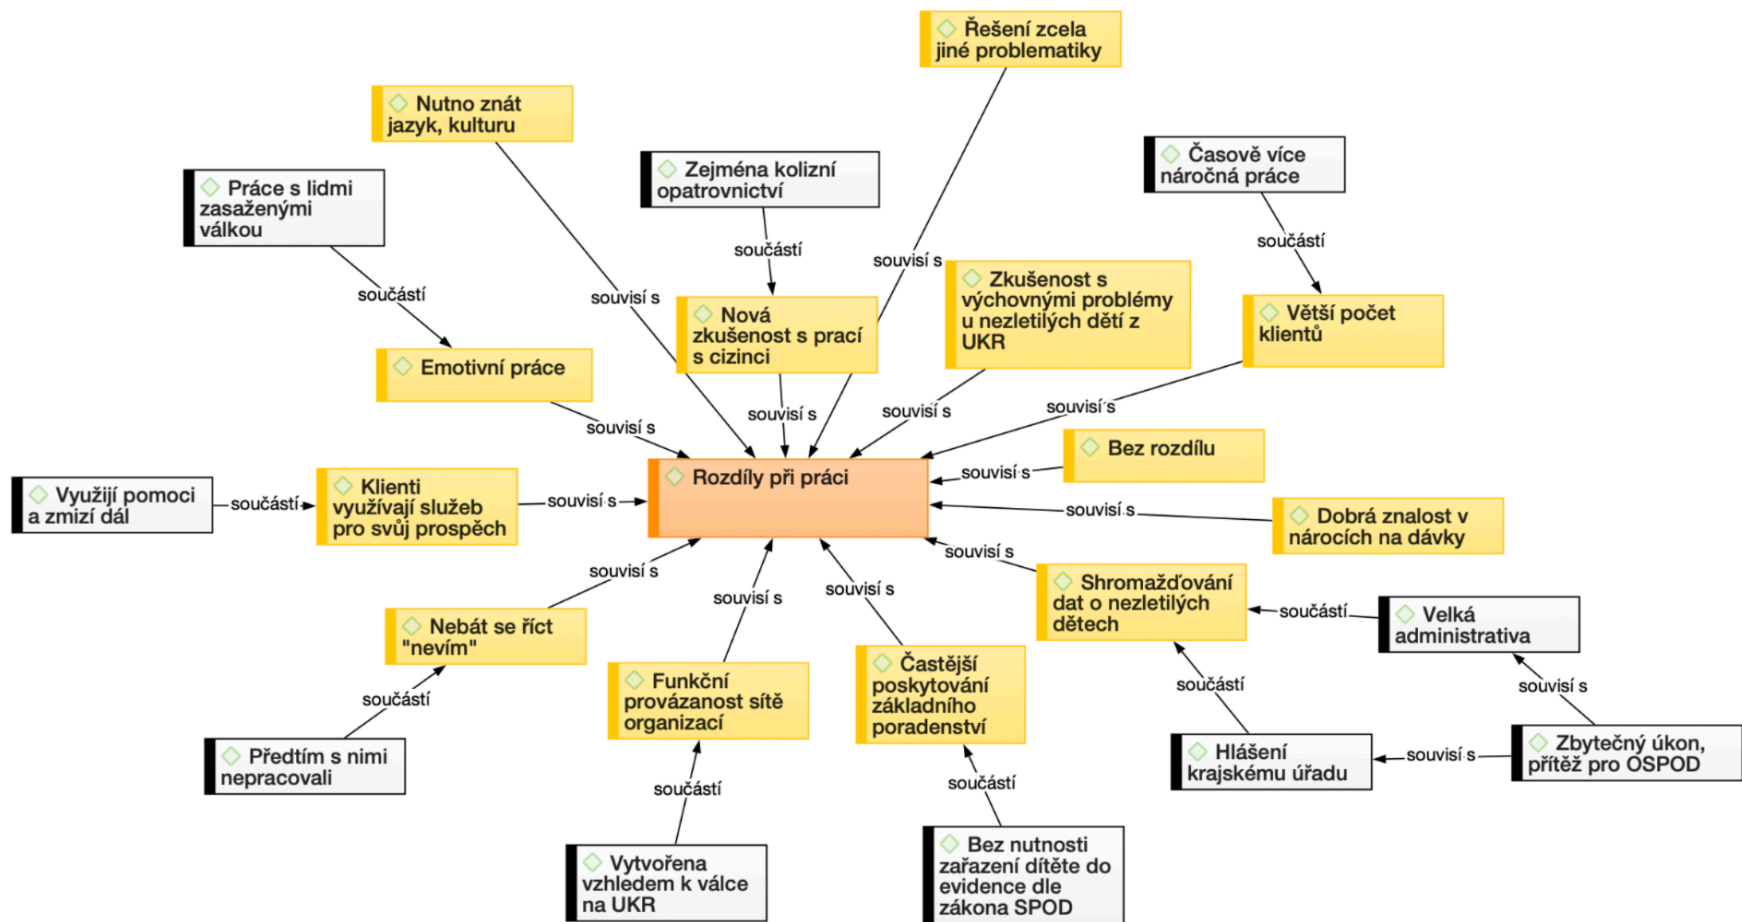 Řešení zcela
jiné problematiky
Nutno znát
jazyk, kulturu
Časově více
náročná práce
Zejména kolizní
opatrovnictví
Práce s lidmi
zasaženými
válkou
součástí
součástí
souvisí s
součástí
souvisí s
Zkušenost s
výchovnými problémy
u nezletilých dětí z
UKR
Nová
zkušenost s prací
s cizinci
Větší počet
klientů
Emotivní práce
souvisí s
souvisí s
souvisí s
souvisí s
Bez rozdílu
souvisí s
Rozdíly při práci
Využijí pomoci
a zmizí dál
součástí
Klienti
využívají služeb
pro svůj prospěch
souvisí s
souvisí s
Dobrá znalost v
nárocích na dávky
souvisí s
souvisí s
Shromažďování
dat o nezletilých
dětech
součástí
Velká
administrativa
souvisí s
souvisí s
Nebát se říct
"nevím"
Funkční
provázanost sítě
organizací
Častější
poskytování
základního
poradenství
součástí
součástí
souvisí s
Předtím s nimi
nepracovali
Hlášení
krajskému úřadu
souvisí s
Zbytečný úkon,
přítěž pro OSPOD
součástí
součástí
Vytvořena
vzhledem k válce
na UKR
Bez nutnosti
zařazení dítěte do
evidence dle
zákona SPOD